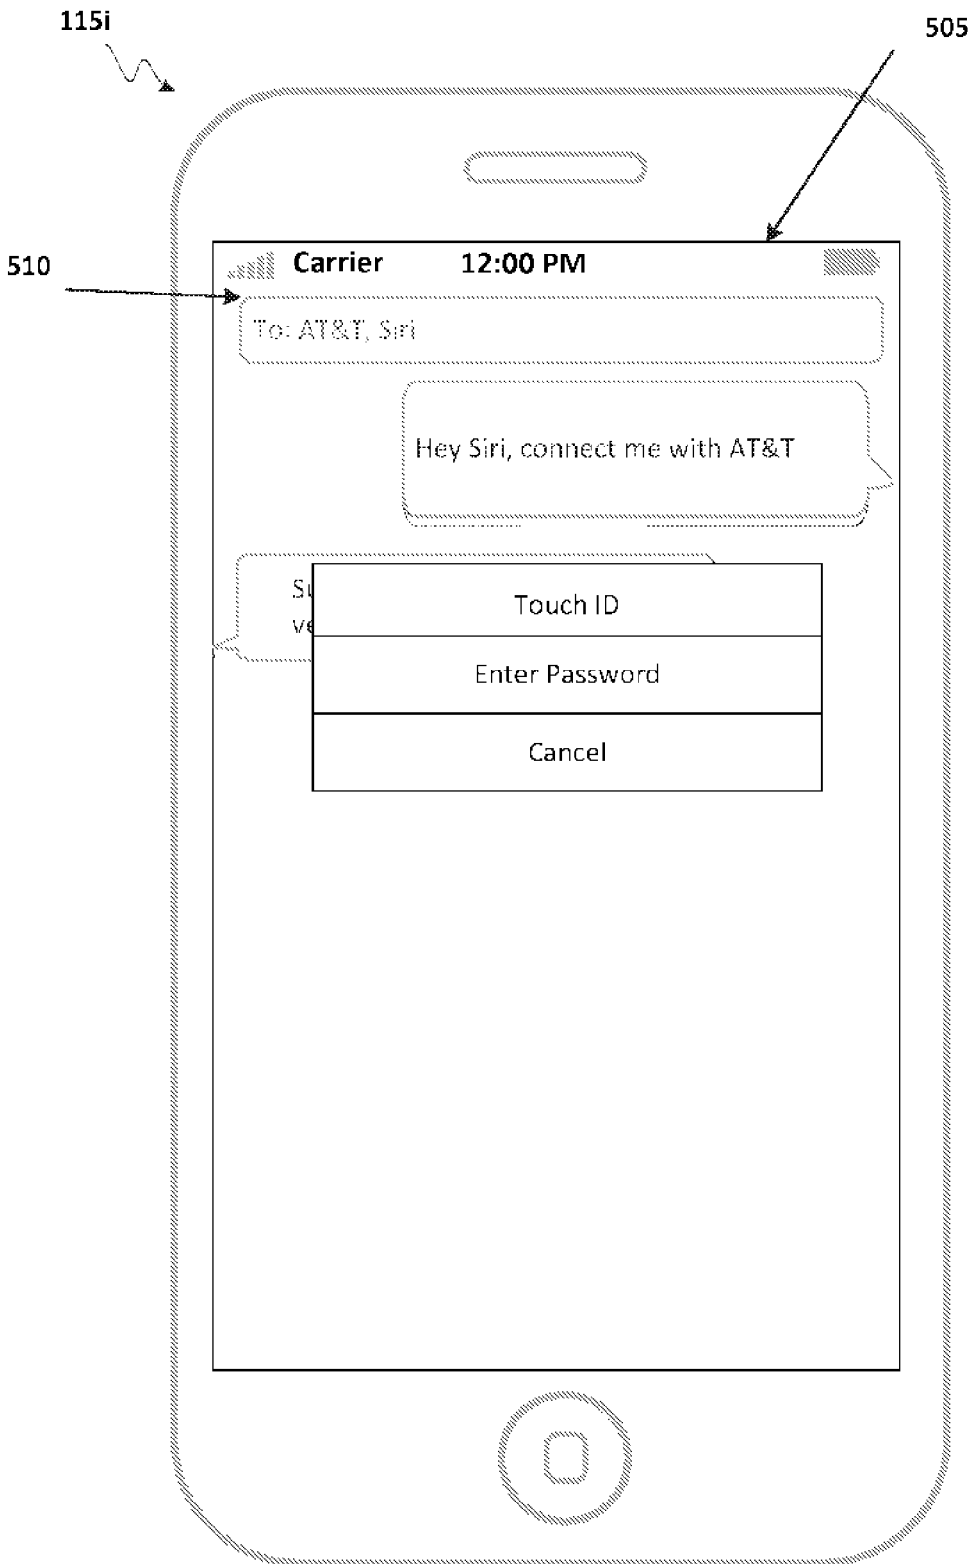 115i
505
510
Carrier 12:00 PM
To: AT&T, Siri
Hey Siri, connect me with AT&T
Touch ID
Enter Password
Cancel